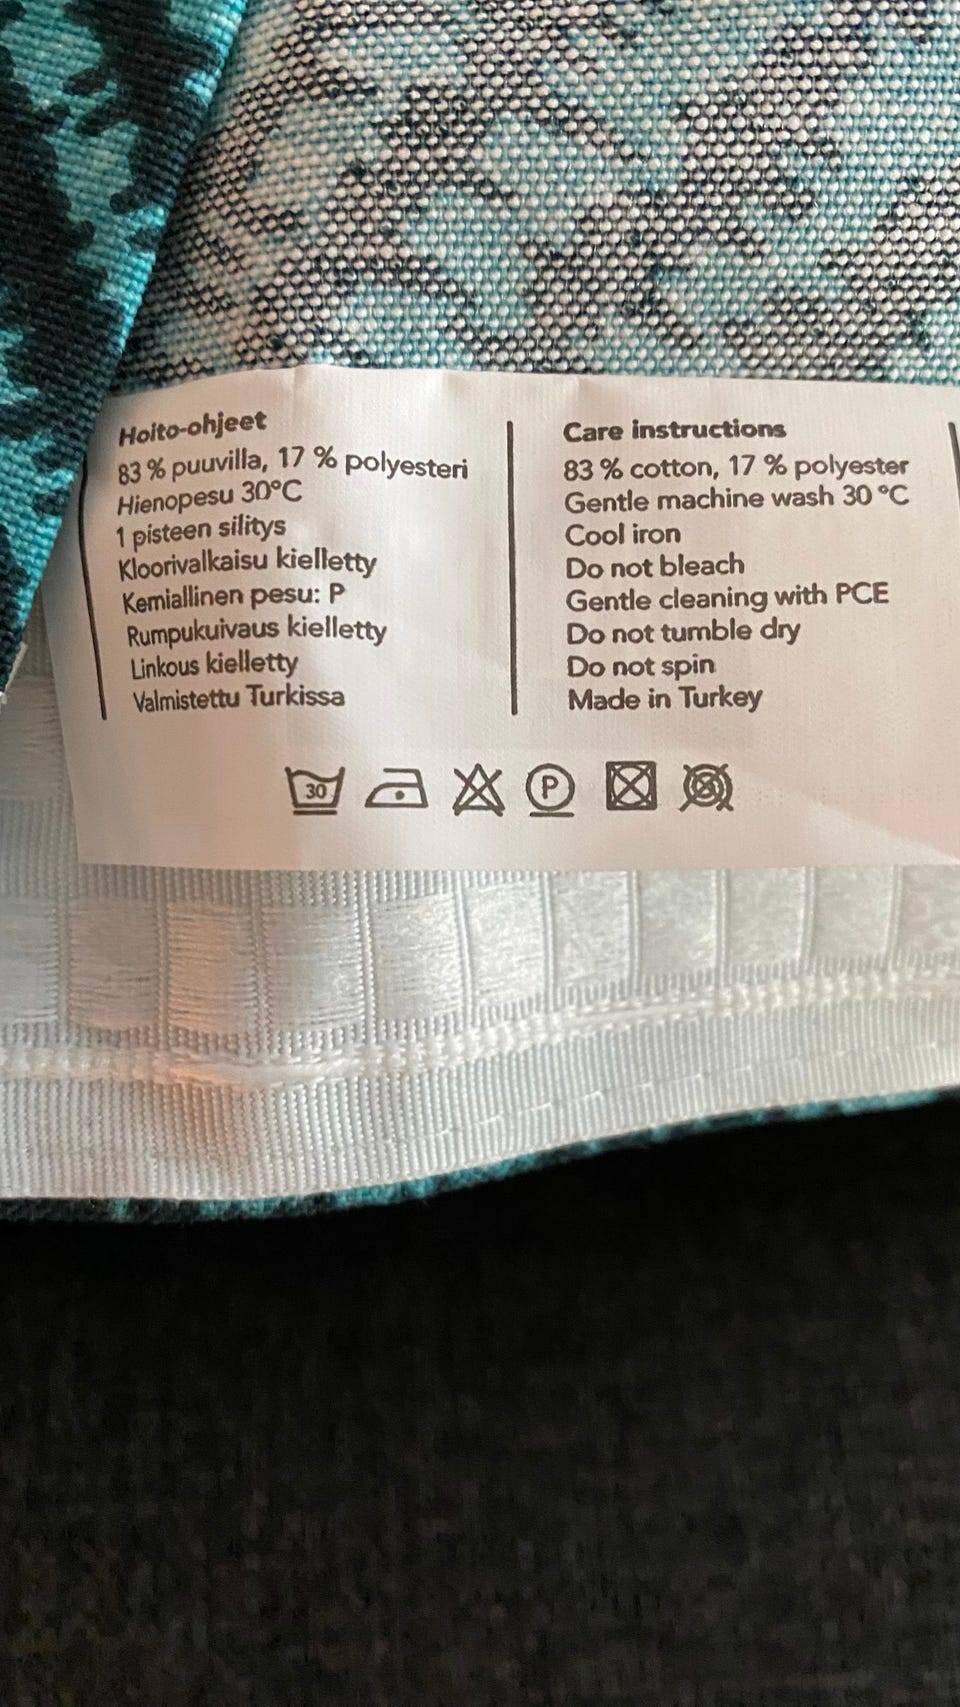 Hoito-ohjeet
83 % puuvilla, 17 % polyesteri
Hienopesu 30°C
1 pisteen silitys
Kloorivalkaisu kielletty
Kemiallinen pesu: P
Rumpukuivaus kielletty
Linkous kielletty
Valmistettu Turkissa
Care instructions
83 % cotton, 17 % polyester
Gentle machine wash 30 °C
Cool iron
Do not bleach
Gentle cleaning with PCE
Do not tumble dry
Do not spin
Made in Turkey
30 P